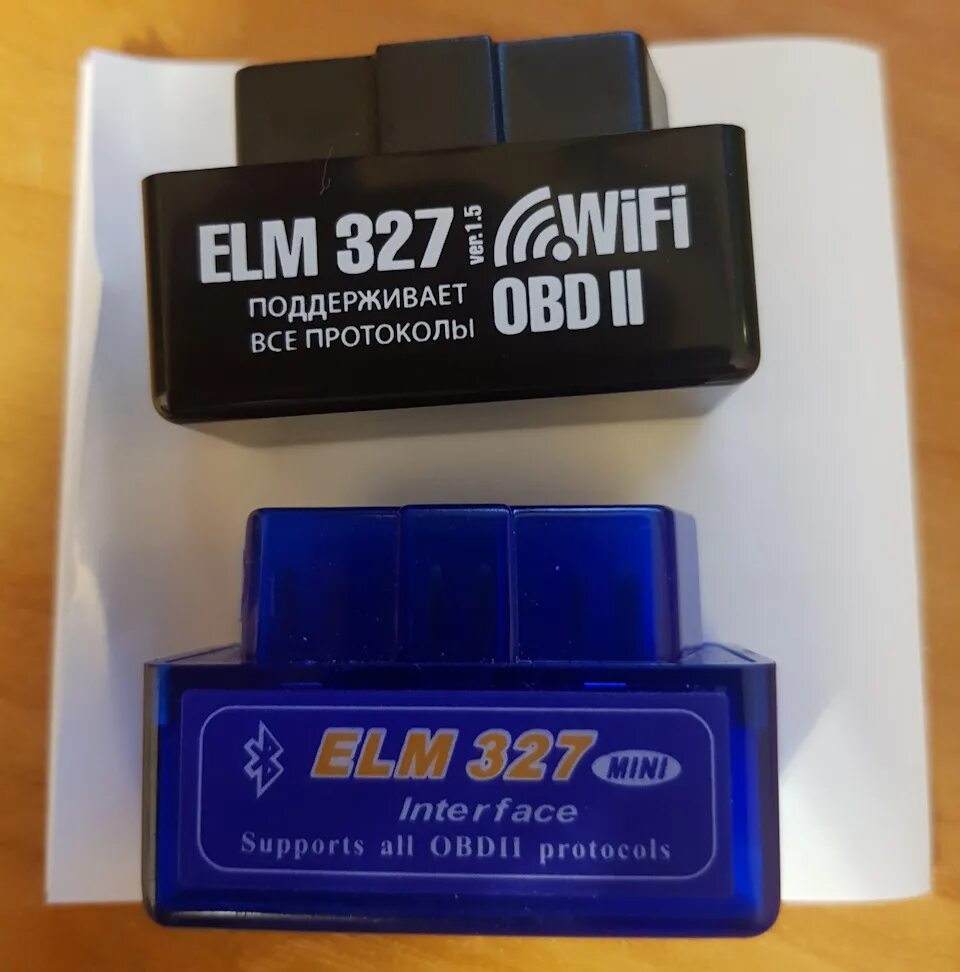 ELM 327 ver.1.5 WiFi
ПОДДЕРЖИВАЕТ OBD II
ВСЕ ПРОТОКОЛЫ
ELM 327 MINI
Interface
Supports all OBDII protocols